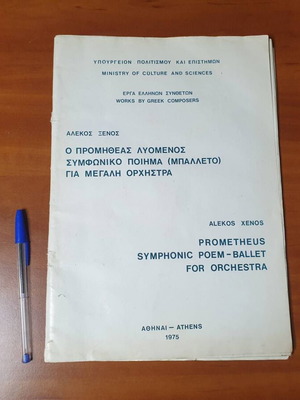 ΥΠΟΥΡΓΕΙΟΝ ΠΟΛΙΤΙΣΜΟΥ ΚΑΙ ΕΠΙΣΤΗΜΩΝ
MINISTRY OF CULTURE AND SCIENCES
ΕΡΓΑ ΕΛΛΗΝΩΝ ΣΥΝΘΕΤΩΝ
WORKS BY GREEK COMPOSERS
ΑΛΕΚΟΣ ΞΕΝΟΣ
Ο ΠΡΟΜΗΘΕΑΣ ΛΥΟΜΕΝΟΣ
ΣΥΜΦΩΝΙΚΟ ΠΟΙΗΜΑ (ΜΠΑΛΛΕΤΟ)
ΓΙΑ ΜΕΓΑΛΗ ΟΡΧΗΣΤΡΑ
ALEKOS XENOS
PROMETHEUS
SYMPHONIC POEM – BALLET
FOR ORCHESTRA
ΑΘΗΝΑΙ – ATHENS
1975